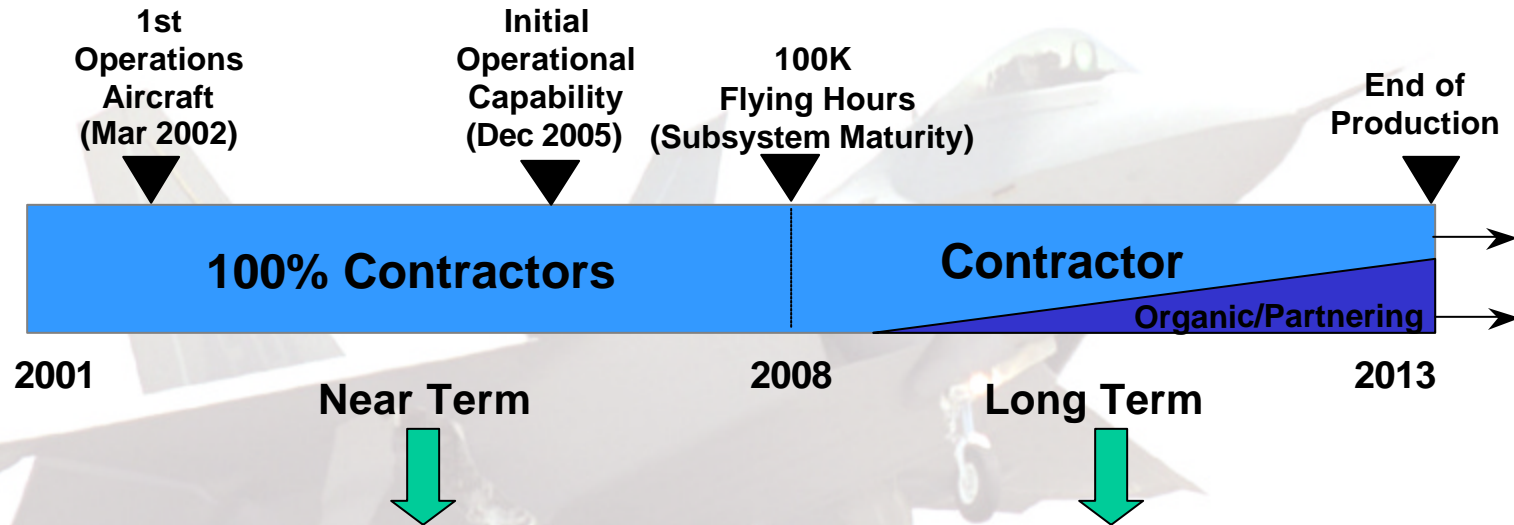 1st
Operations
Aircraft
(Mar 2002)
Initial
Operational
Capability
(Dec 2005)
100K
Flying Hours
(Subsystem Maturity)
End of
Production
100% Contractors
Contractor
Organic/Partnering
2001
2008
2013
Near Term
Long Term